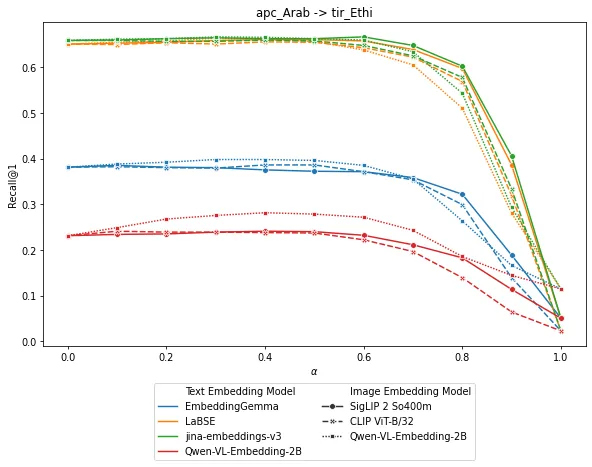 apc_Arab -> tir_Ethi
Recall@1
0.6
0.5
0.4
0.3
0.2
0.1
0.0
0.0 0.2 0.4 0.6 0.8 1.0
α
Text Embedding Model Image Embedding Model
EmbeddingGemma SigLIP 2 So400m
LaBSE CLIP ViT-B/32
jina-embeddings-v3 Qwen-VL-Embedding-2B
Qwen-VL-Embedding-2B